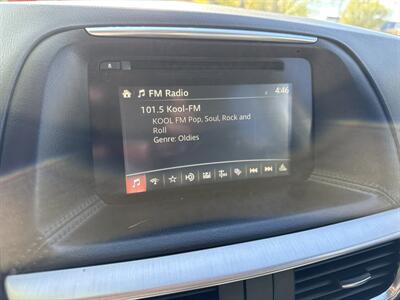 FM Radio 4:46
101.5 Kool-FM
KOOL FM Pop, Soul, Rock and
Roll
Genre: Oldies